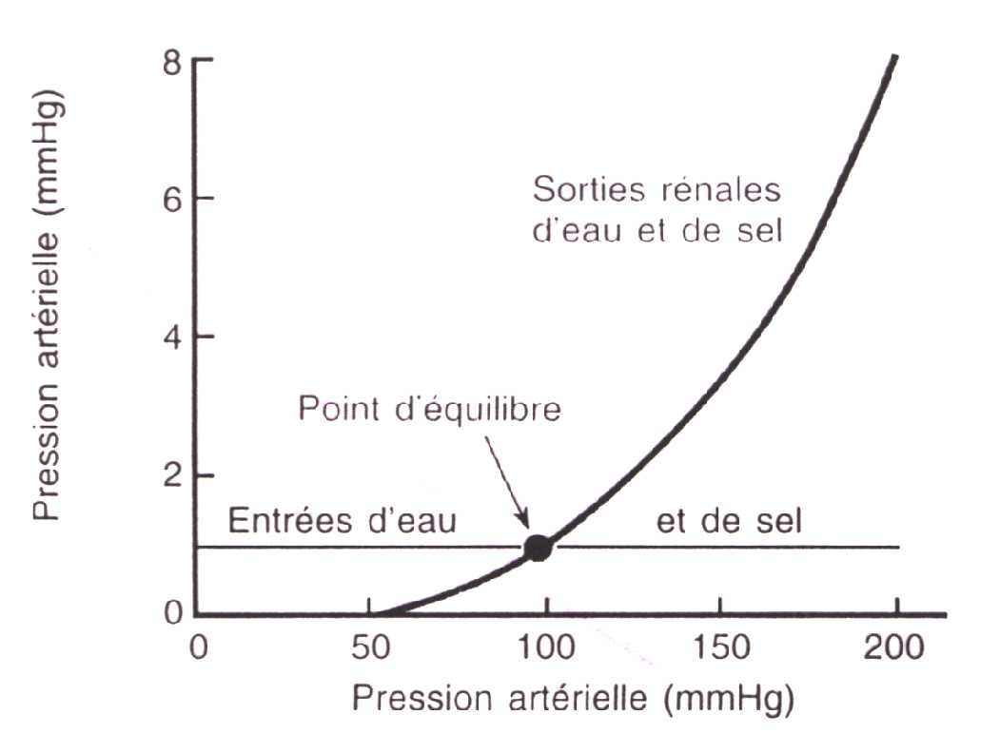 Pression artérielle (mmHg)
8
6
4
2
0
Sorties rénales
d'eau et de sel
Point d'équilibre
Entrées d'eau et de sel
0 50 100 150 200
Pression artérielle (mmHg)